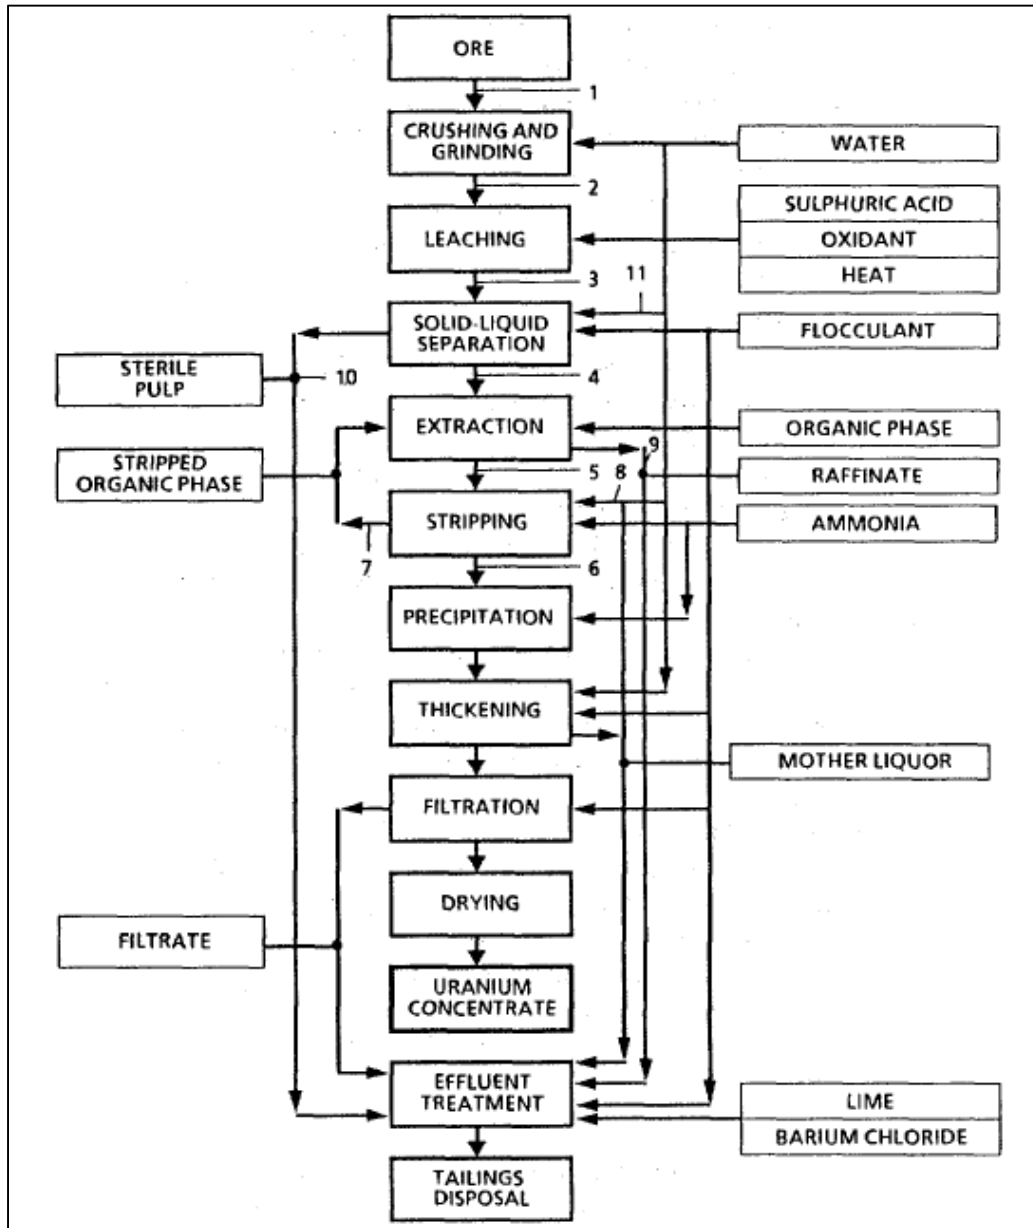 ORE
1
CRUSHING AND
GRINDING
WATER
2
SULPHURIC ACID
LEACHING
OXIDANT
HEAT
3
11
SOLID-LIQUID
SEPARATION
FLOCCULANT
STERILE
PULP
10
4
EXTRACTION
ORGANIC PHASE
9
STRIPPED
ORGANIC PHASE
5
8
RAFFINATE
STRIPPING
AMMONIA
7
6
PRECIPITATION
THICKENING
MOTHER LIQUOR
FILTRATION
DRYING
FILTRATE
URANIUM
CONCENTRATE
EFFLUENT
TREATMENT
LIME
BARIUM CHLORIDE
TAILINGS
DISPOSAL